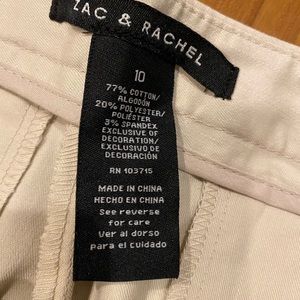 ZAC & RACHEL
10
77% COTTON/
ALGODÓN
20% POLYESTER/
POLIÉSTER
3% SPANDEX
EXCLUSIVE OF
DECORATION/
EXCLUSIVE DE
DECORACIÓN
RN 103715
MADE IN CHINA
HECHO EN CHINA
See reverse
for care
Ver al dorso
para el cuidado